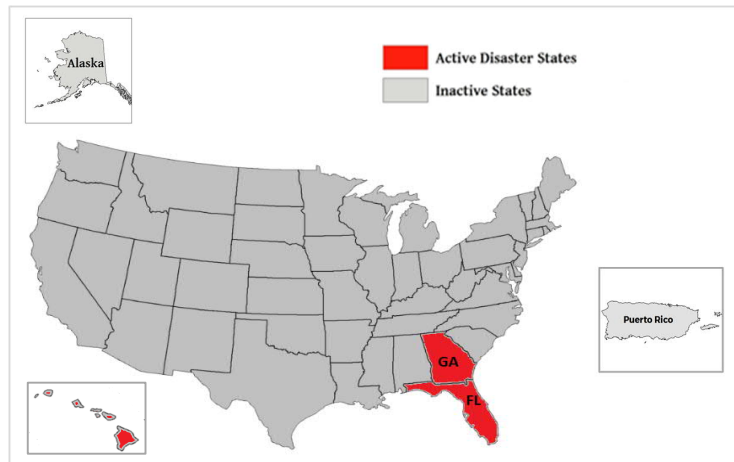 Alaska
Active Disaster States
Inactive States
Puerto Rico
GA
FL